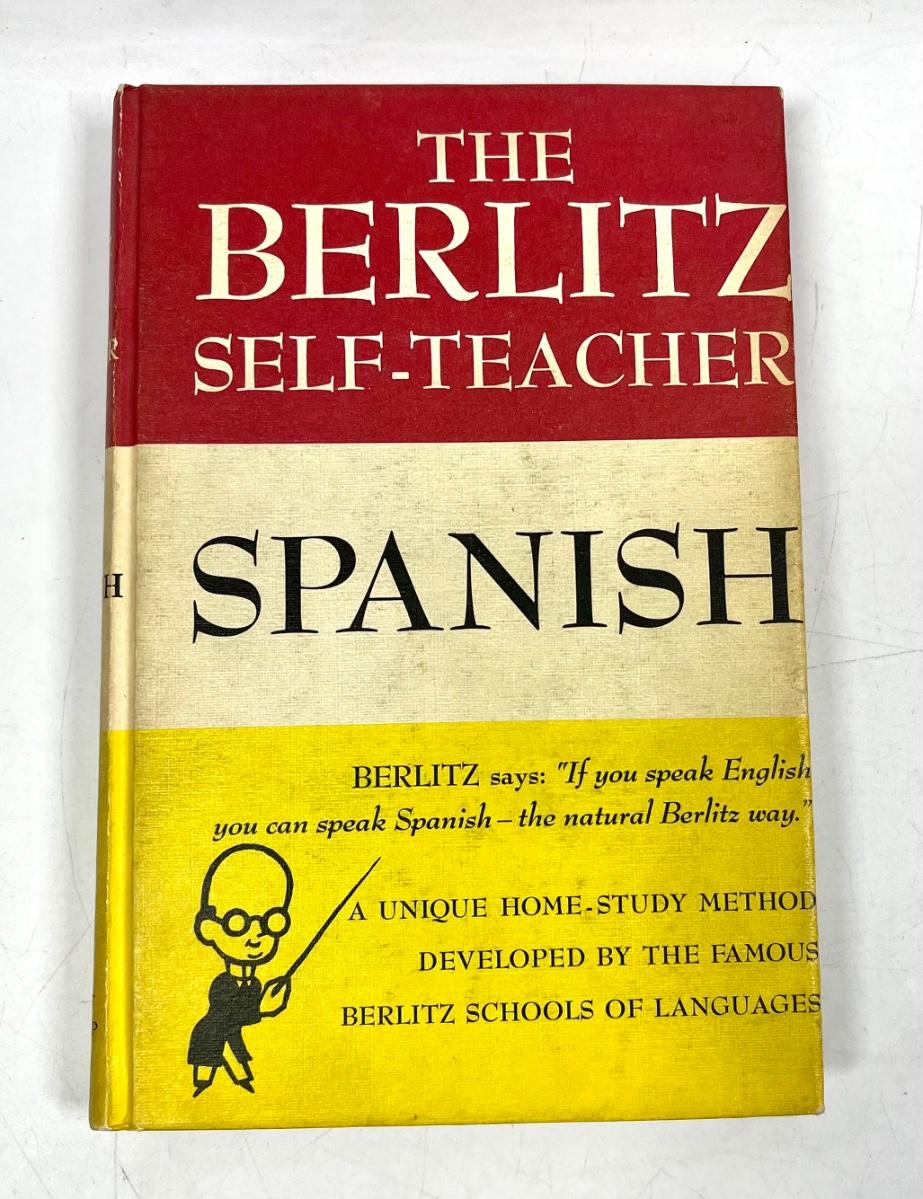 THE
BERLITZ
SELF-TEACHER
SPANISH
BERLITZ says: "If you speak English
you can speak Spanish – the natural Berlitz way."
A UNIQUE HOME-STUDY METHOD
DEVELOPED BY THE FAMOUS
BERLITZ SCHOOLS OF LANGUAGES
R
H